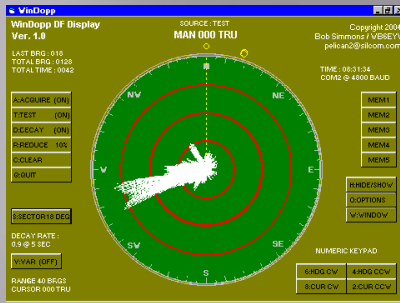 WinDopp
WinDopp DF Display
Ver. 1.0
LAST BRG : 018
TOTAL BRG : 0128
TOTAL TIME : 0042
SOURCE : TEST
MAN 000 TRU
Copyright 2004
Bob Simmons / WB6EYV
pelican2@silcom.com
TIME : 08:31:34
COM2 @ 4800 BAUD
A:ACQUIRE (ON)
T:TEST (ON)
D:DECAY (ON)
R:REDUCE 10%
C:CLEAR
Q:QUIT
S:SECTOR18 DEG
DECAY RATE :
0.9 @ 5 SEC
V:VAR (OFF)
RANGE 40 BRGS
CURSOR 000 TRU
N
NE
E
SE
S
SW
W
NW
MEM1
MEM2
MEM3
MEM4
MEM5
H:HIDE/SHOW
O:OPTIONS
W:WINDOW
NUMERIC KEYPAD
6:HDG CW
4:HDG CCW
8:CUR CW
2:CUR CCW